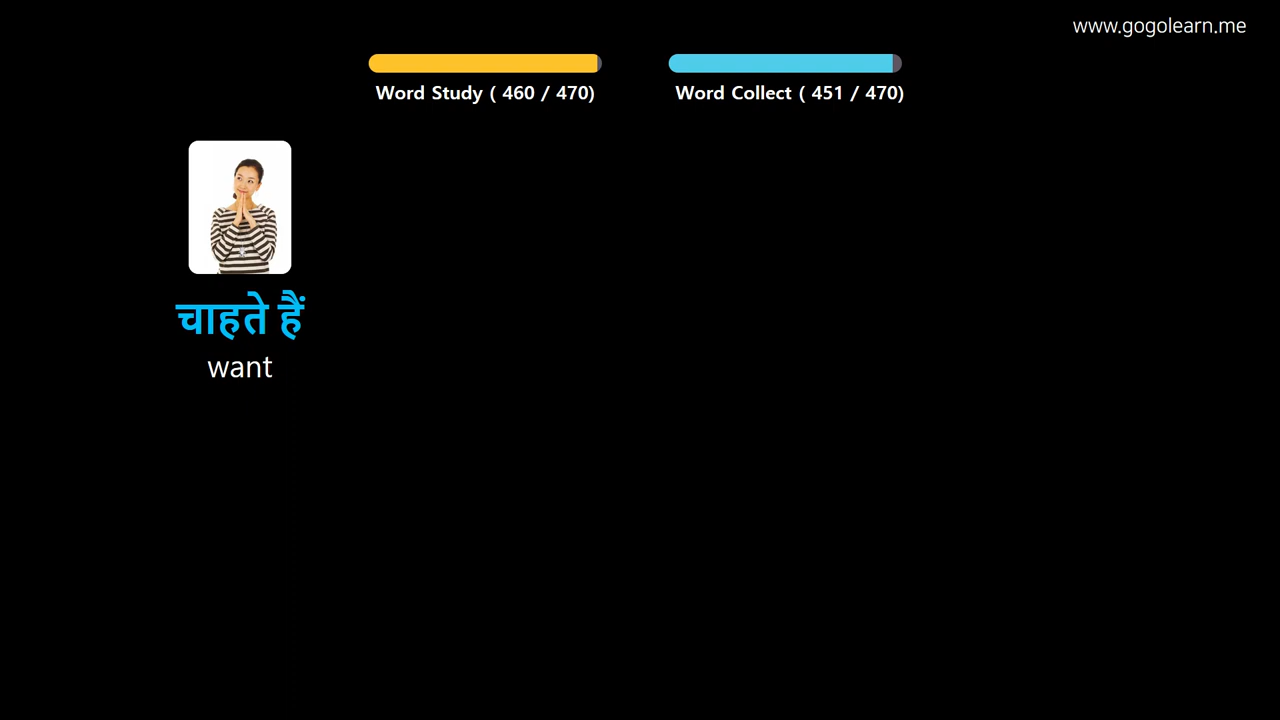 www.gogolearn.me
Word Study ( 460 / 470)
Word Collect ( 451 / 470)
चाहते हैं
want